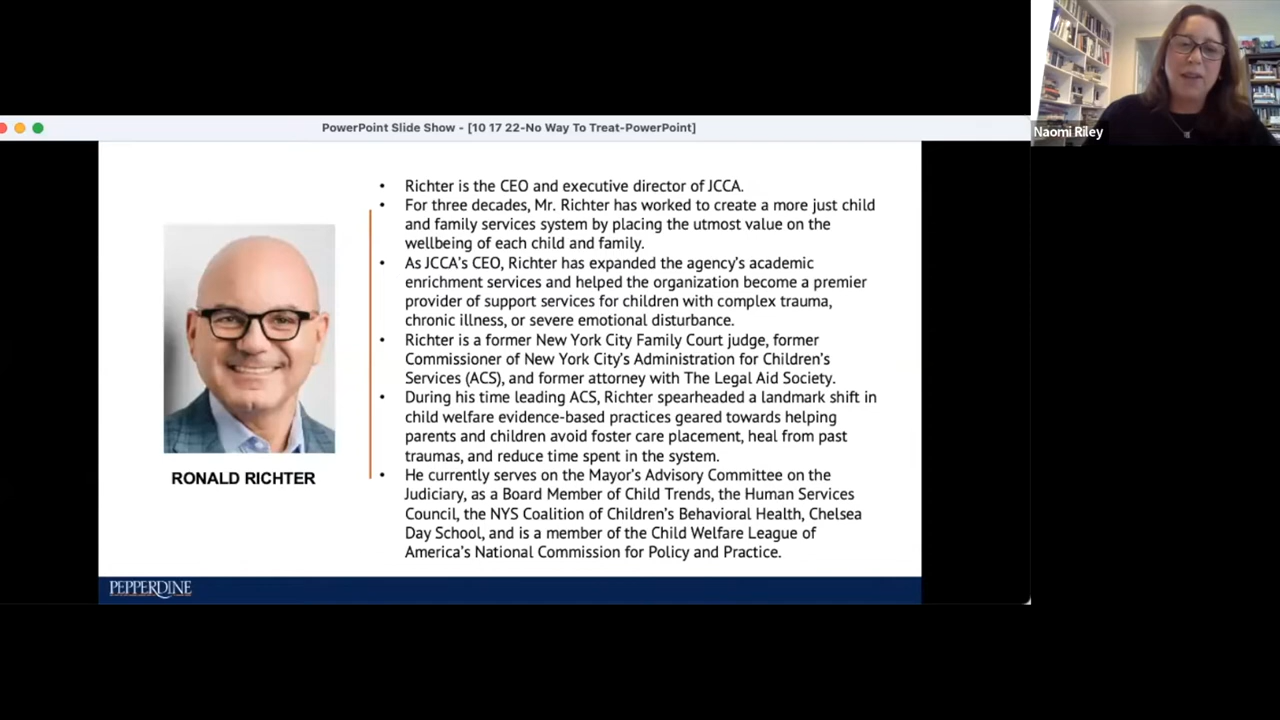 Naomi Riley
PowerPoint Slide Show - [10 17 22-No Way To Treat-PowerPoint]
• Richter is the CEO and executive director of JCCA.
• For three decades, Mr. Richter has worked to create a more just child
and family services system by placing the utmost value on the
wellbeing of each child and family.
• As JCCA's CEO, Richter has expanded the agency's academic
enrichment services and helped the organization become a premier
provider of support services for children with complex trauma,
chronic illness, or severe emotional disturbance.
• Richter is a former New York City Family Court judge, former
Commissioner of New York City's Administration for Children's
Services (ACS), and former attorney with The Legal Aid Society.
• During his time leading ACS, Richter spearheaded a landmark shift in
child welfare evidence-based practices geared towards helping
parents and children avoid foster care placement, heal from past
traumas, and reduce time spent in the system.
• He currently serves on the Mayor's Advisory Committee on the
Judiciary, as a Board Member of Child Trends, the Human Services
Council, the NYS Coalition of Children's Behavioral Health, Chelsea
Day School, and is a member of the Child Welfare League of
America's National Commission for Policy and Practice.
RONALD RICHTER
PEPPERDINE